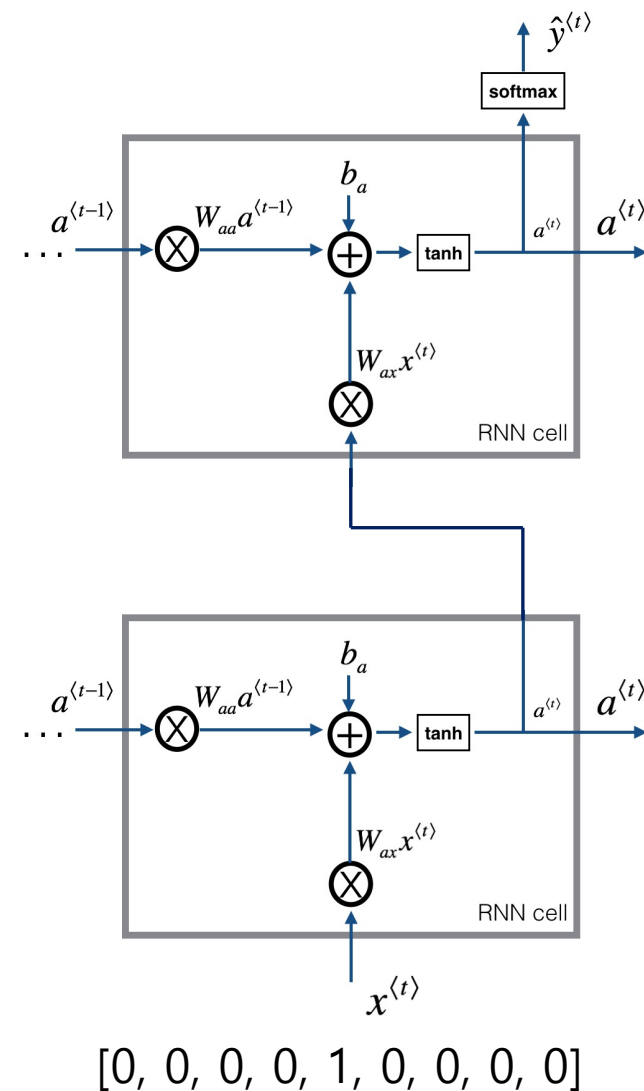 ŷ⟨t⟩
softmax
a⟨t−1⟩ W_aa a⟨t−1⟩ b_a a⟨t⟩ a⟨t⟩
... X + tanh
W_ax x⟨t⟩
X
RNN cell
a⟨t−1⟩ W_aa a⟨t−1⟩ b_a a⟨t⟩ a⟨t⟩
... X + tanh
W_ax x⟨t⟩
X
RNN cell
x⟨t⟩
[0, 0, 0, 0, 1, 0, 0, 0, 0]